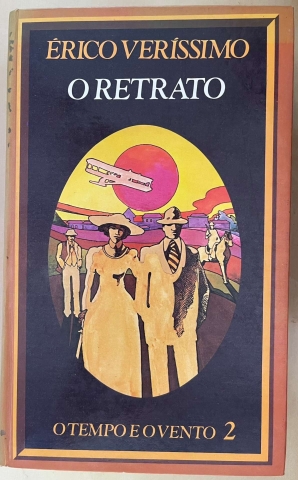 ÉRICO VERÍSSIMO
O RETRATO
O TEMPO E O VENTO 2